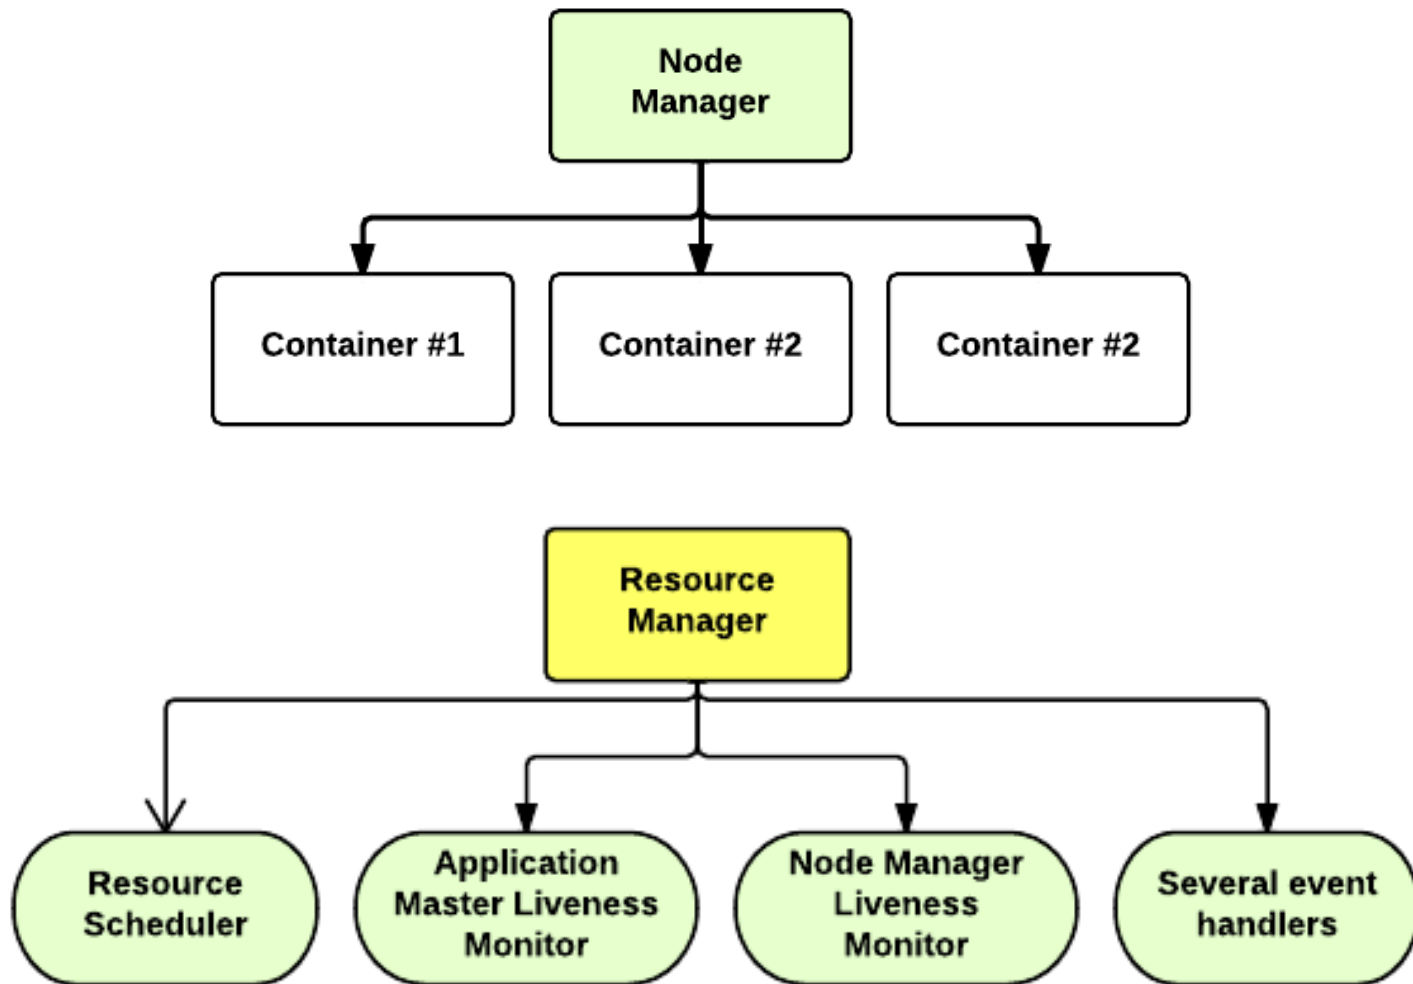 Node
Manager
Container #1
Container #2
Container #2
Resource
Manager
Resource
Scheduler
Application
Master Liveness
Monitor
Node Manager
Liveness
Monitor
Several event
handlers